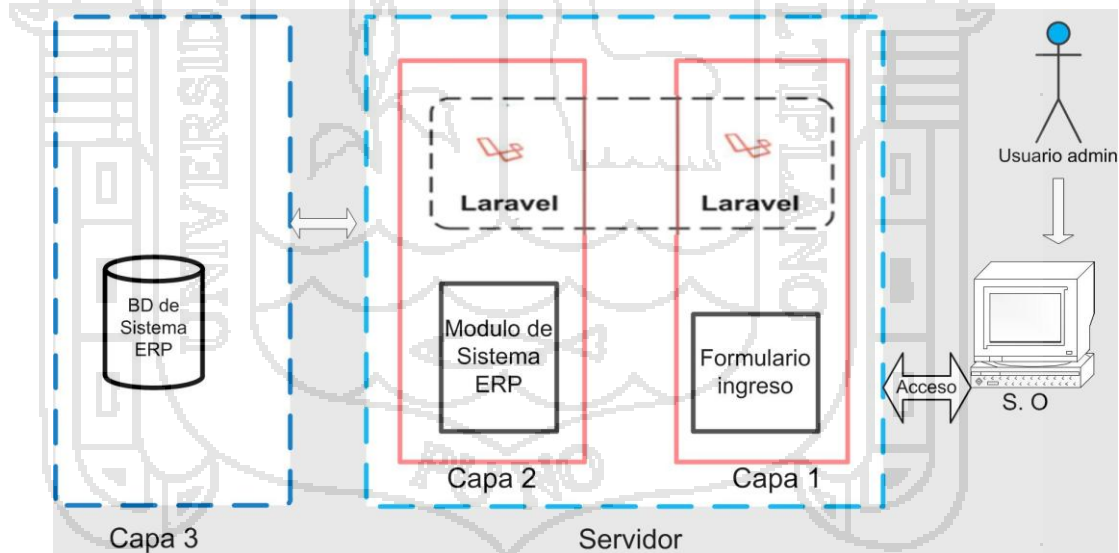 Usuario admin
Laravel
Laravel
BD de
Sistema
ERP
Modulo de
Sistema
ERP
Formulario
ingreso
Acceso
S. O
Capa 2
Capa 1
Capa 3
Servidor